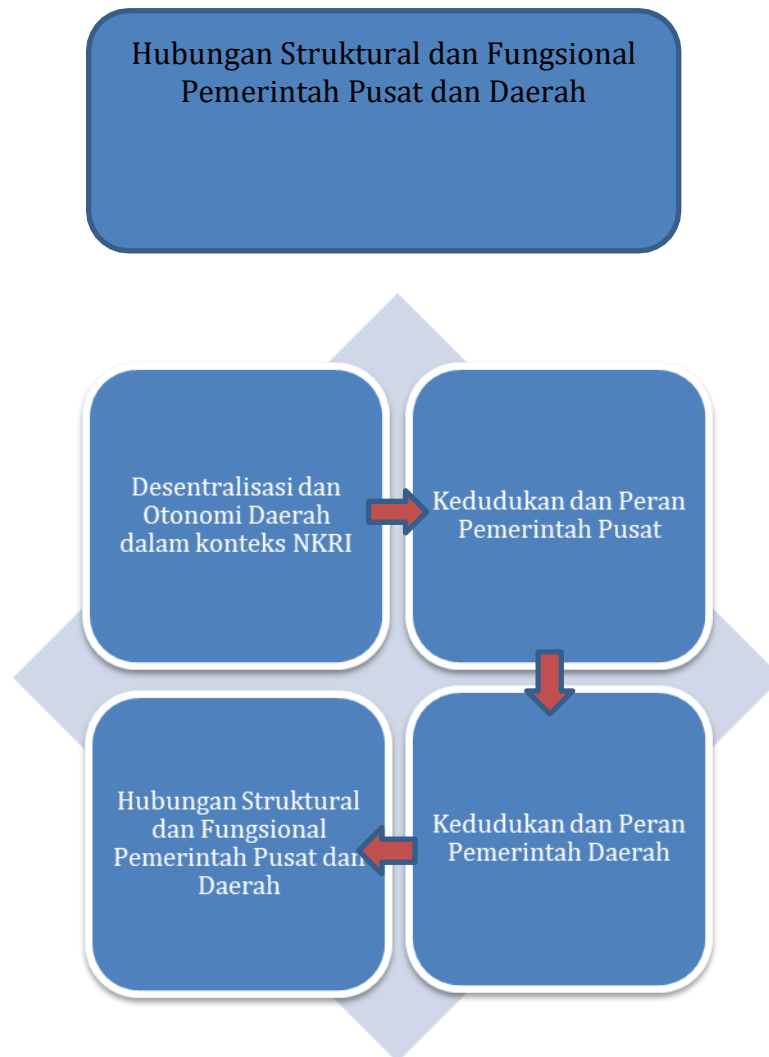 Hubungan Struktural dan Fungsional
Pemerintah Pusat dan Daerah
Desentralisasi dan
Otonomi Daerah
dalam konteks NKRI
Kedudukan dan Peran
Pemerintah Pusat
Hubungan Struktural
dan Fungsional
Pemerintah Pusat dan
Daerah
Kedudukan dan Peran
Pemerintah Daerah